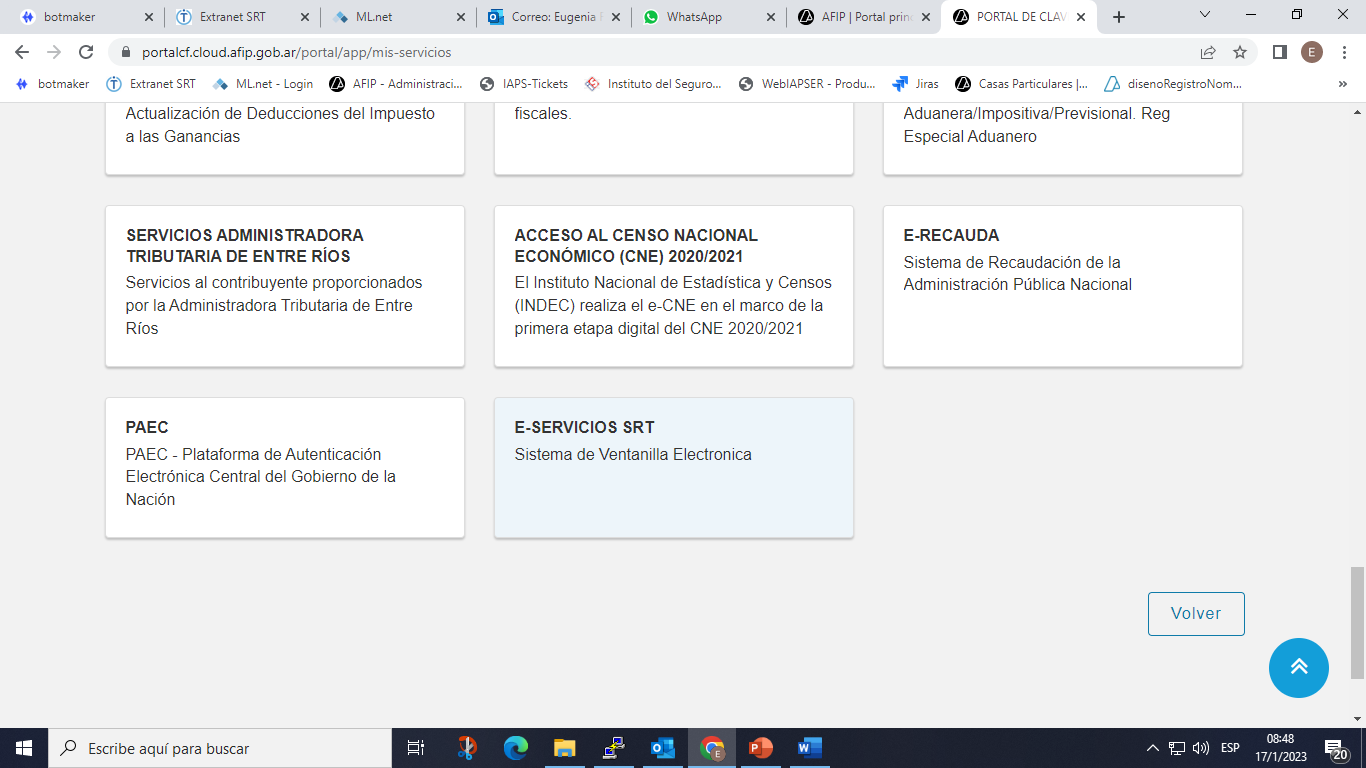 botmaker
Extranet SRT
ML.net
Correo: Eugenia
WhatsApp
AFIP | Portal prin
PORTAL DE CLAV
portalcf.cloud.afip.gob.ar/portal/app/mis-servicios
E
botmaker
Extranet SRT
ML.net - Login
AFIP - Administraci...
IAPS-Tickets
Instituto del Seguro...
WebIAPSER - Produ...
Jiras
Casas Particulares |...
disenoRegistroNom...
»
Actualización de Deducciones del Impuesto
a las Ganancias
fiscales.
Aduanera/Impositiva/Previsional. Reg
Especial Aduanero
SERVICIOS ADMINISTRADORA
TRIBUTARIA DE ENTRE RÍOS
Servicios al contribuyente proporcionados
por la Administradora Tributaria de Entre
Ríos
ACCESO AL CENSO NACIONAL
ECONÓMICO (CNE) 2020/2021
El Instituto Nacional de Estadística y Censos
(INDEC) realiza el e-CNE en el marco de la
primera etapa digital del CNE 2020/2021
E-RECAUDA
Sistema de Recaudación de la
Administración Pública Nacional
PAEC
PAEC - Plataforma de Autenticación
Electrónica Central del Gobierno de la
Nación
E-SERVICIOS SRT
Sistema de Ventanilla Electronica
Volver
Escribe aquí para buscar
ESP
08:48
17/1/2023
20